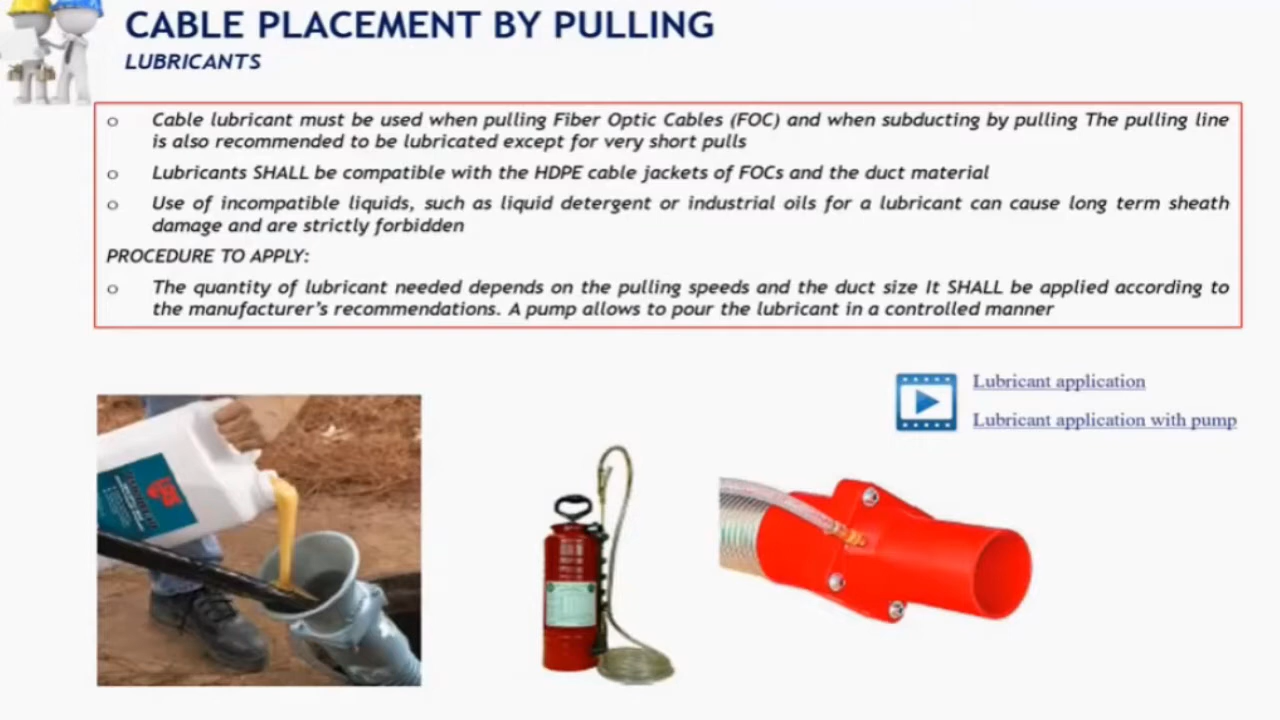 CABLE PLACEMENT BY PULLING
LUBRICANTS
o Cable lubricant must be used when pulling Fiber Optic Cables (FOC) and when subducting by pulling The pulling line
is also recommended to be lubricated except for very short pulls
o Lubricants SHALL be compatible with the HDPE cable jackets of FOCs and the duct material
o Use of incompatible liquids, such as liquid detergent or industrial oils for a lubricant can cause long term sheath
damage and are strictly forbidden
PROCEDURE TO APPLY:
o The quantity of lubricant needed depends on the pulling speeds and the duct size It SHALL be applied according to
the manufacturer's recommendations. A pump allows to pour the lubricant in a controlled manner
Lubricant application
Lubricant application with pump